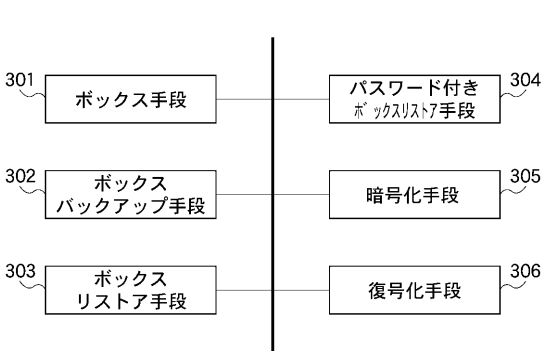 301
ボックス手段
302
ボックス
バックアップ手段
303
ボックス
リストア手段
304
パスワード付き
ボックスリストア手段
305
暗号化手段
306
復号化手段